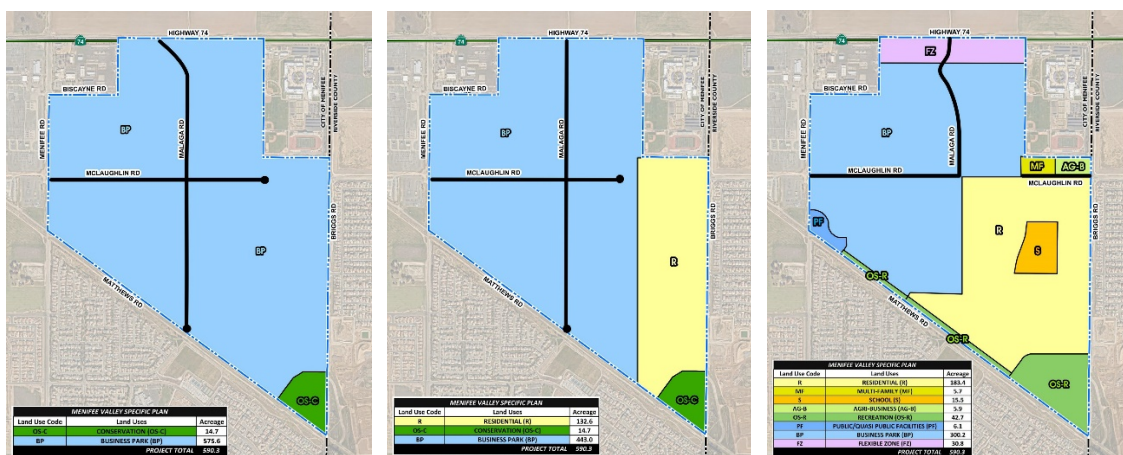 HIGHWAY 74
74
BISCAYNE RD
MENIFEE RD
BP
MALAGA RD
CITY OF MENIFEE
RIVERSIDE COUNTY
MCLAUGHLIN RD
BP
BRIGGS RD
MATTHEWS RD
OS-C
MENIFEE VALLEY SPECIFIC PLAN
Land Use Code Land Uses Acreage
OS-C CONSERVATION (OS-C) 14.7
BP BUSINESS PARK (BP) 575.6
PROJECT TOTAL 590.3
HIGHWAY 74
74
BISCAYNE RD
MENIFEE RD
BP
MALAGA RD
CITY OF MENIFEE
RIVERSIDE COUNTY
MCLAUGHLIN RD
R
BRIGGS RD
MATTHEWS RD
OS-C
MENIFEE VALLEY SPECIFIC PLAN
Land Use Code Land Uses Acreage
R RESIDENTIAL (R) 132.6
OS-C CONSERVATION (OS-C) 14.7
BP BUSINESS PARK (BP) 443.0
PROJECT TOTAL 590.3
HIGHWAY 74
74
FZ
BISCAYNE RD
MENIFEE RD
BP
MALAGA RD
CITY OF MENIFEE
RIVERSIDE COUNTY
MF
AG-B
MCLAUGHLIN RD
PF
R
S
BRIGGS RD
OS-R
MATTHEWS RD
OS-R
OS-R
MENIFEE VALLEY SPECIFIC PLAN
Land Use Code Land Uses Acreage
R RESIDENTIAL (R) 183.4
MF MULTI-FAMILY (MF) 5.7
S SCHOOL (S) 15.5
AG-B AGRI-BUSINESS (AG-B) 5.9
OS-R RECREATION (OS-R) 42.7
PF PUBLIC/QUASI PUBLIC FACILITIES (PF) 6.1
BP BUSINESS PARK (BP) 300.2
FZ FLEXIBLE ZONE (FZ) 30.8
PROJECT TOTAL 590.3